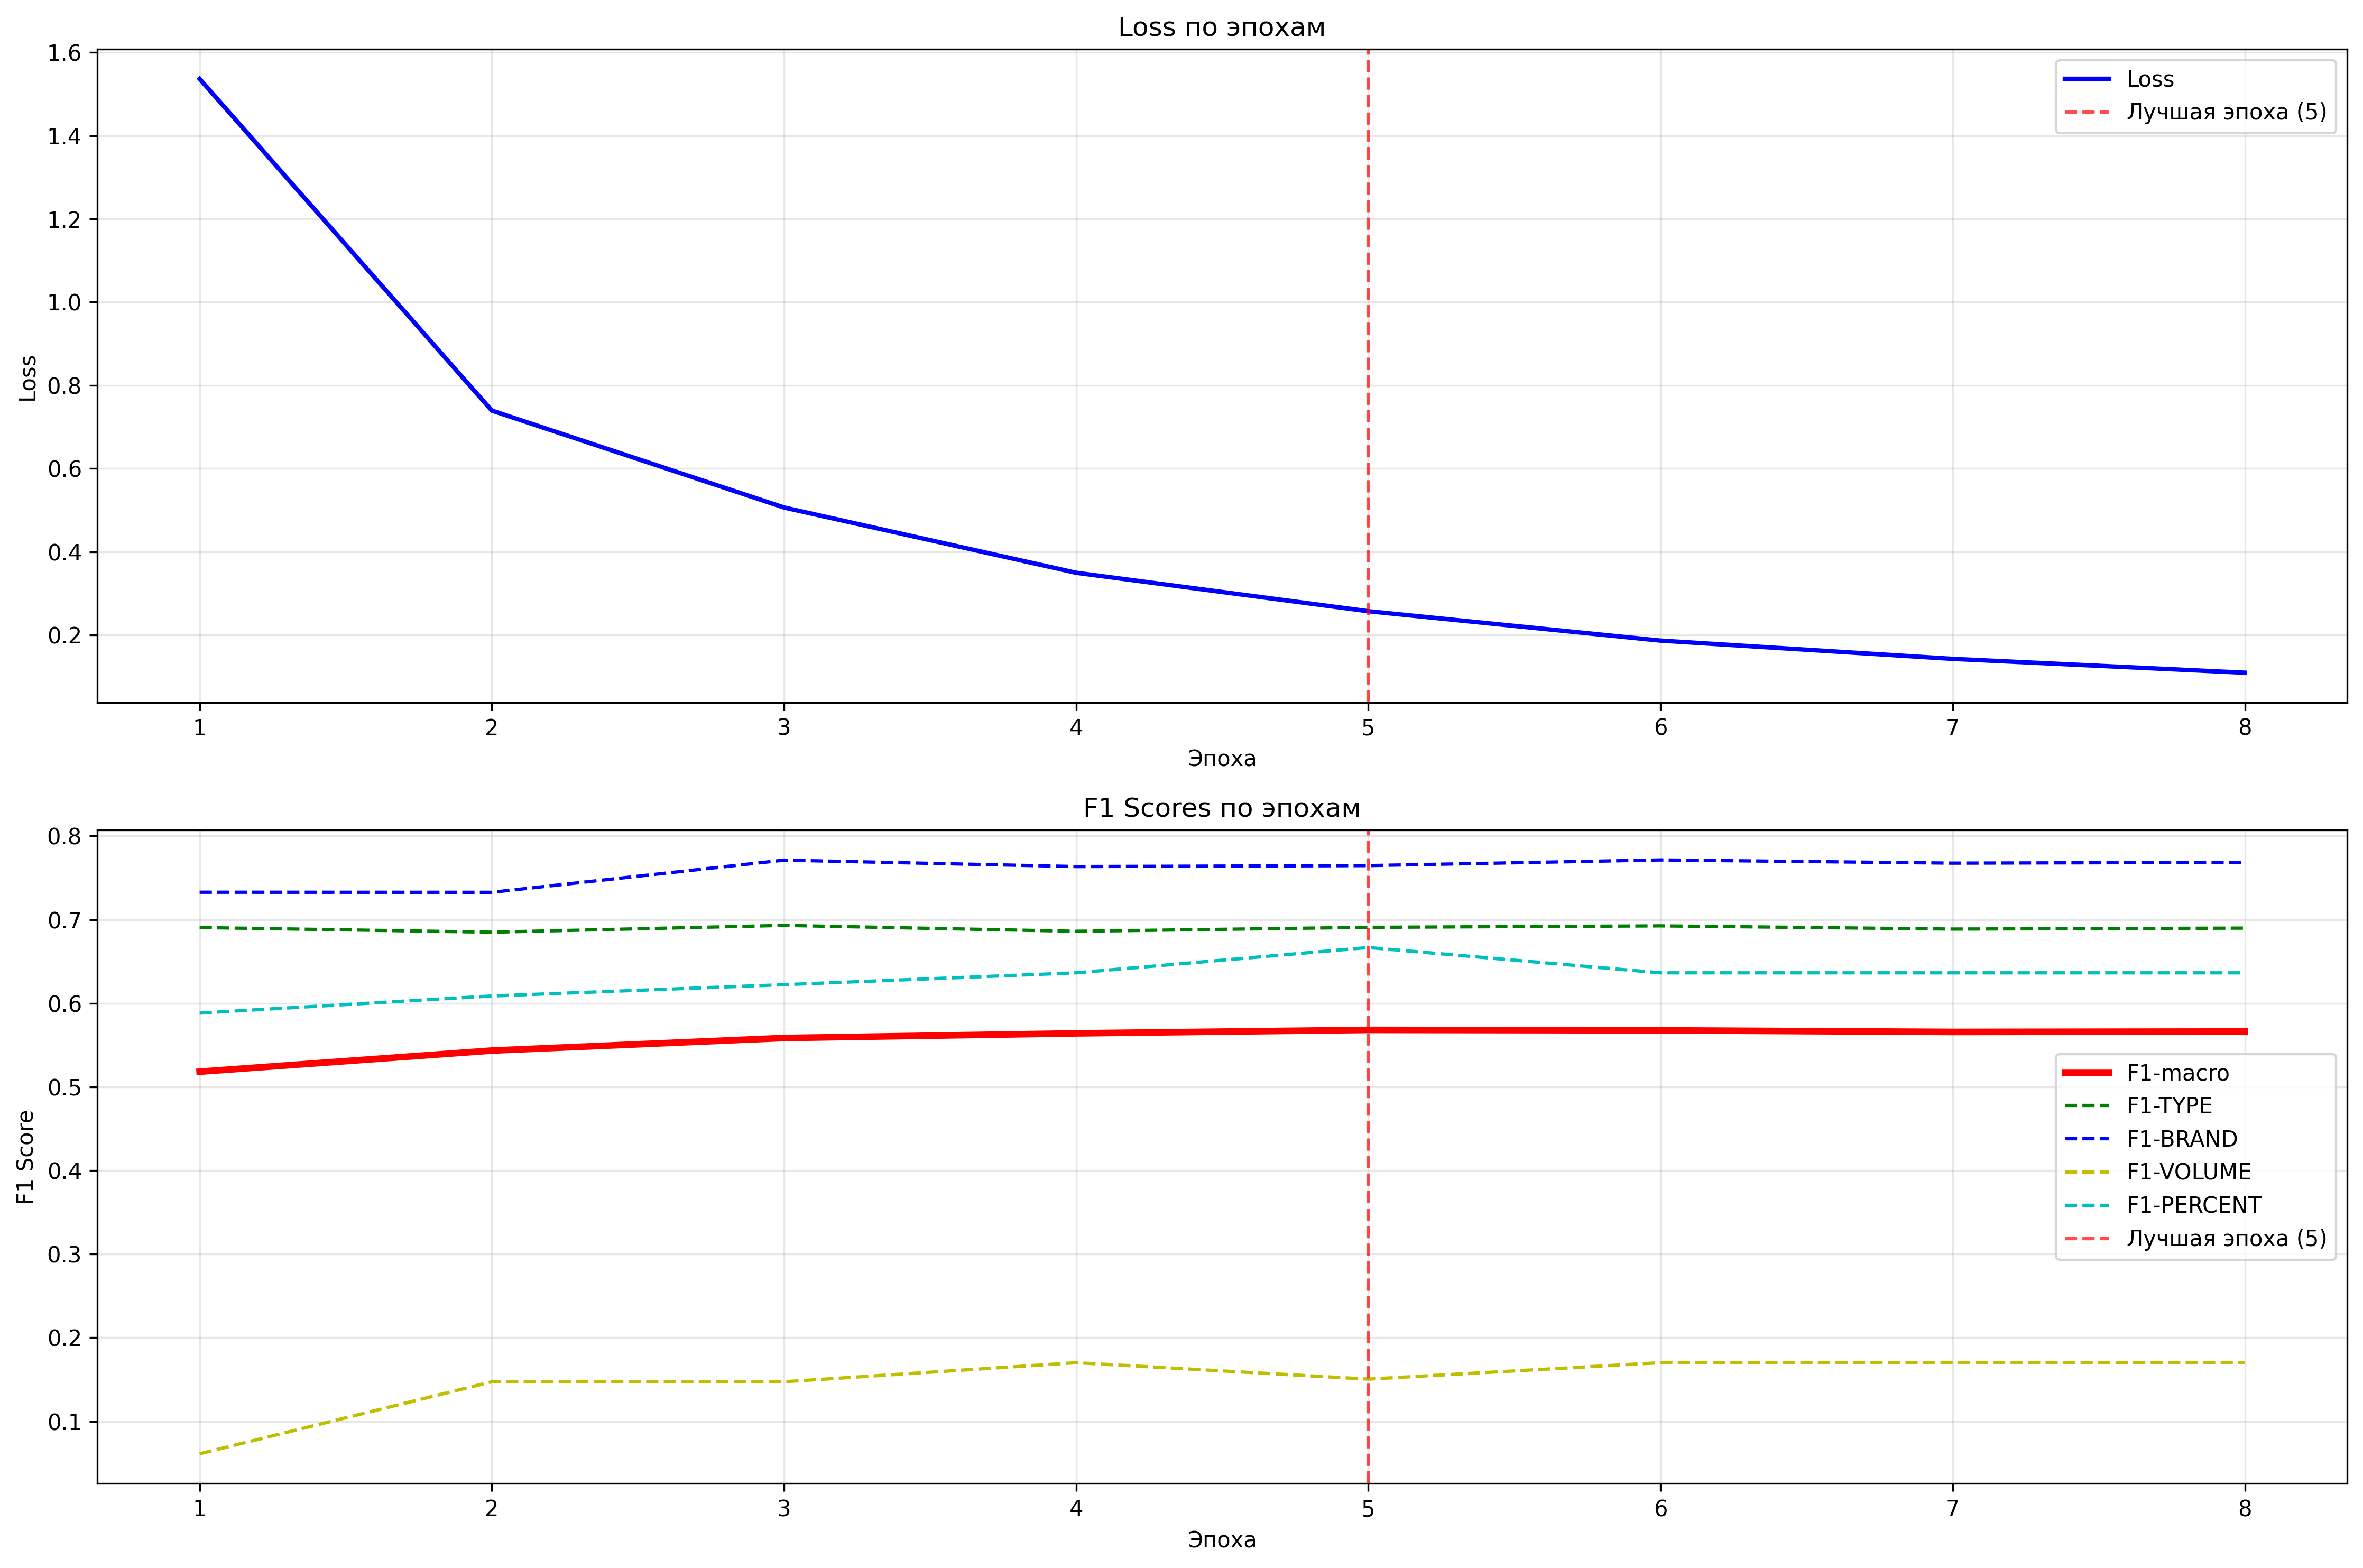 Loss по эпохам
1.6
1.4
1.2
1.0
0.8
0.6
0.4
0.2
Loss
Loss
Лучшая эпоха (5)
1 2 3 4 5 6 7 8
Эпоха
F1 Scores по эпохам
0.8
0.7
0.6
0.5
0.4
0.3
0.2
0.1
F1 Score
F1-macro
F1-TYPE
F1-BRAND
F1-VOLUME
F1-PERCENT
Лучшая эпоха (5)
1 2 3 4 5 6 7 8
Эпоха